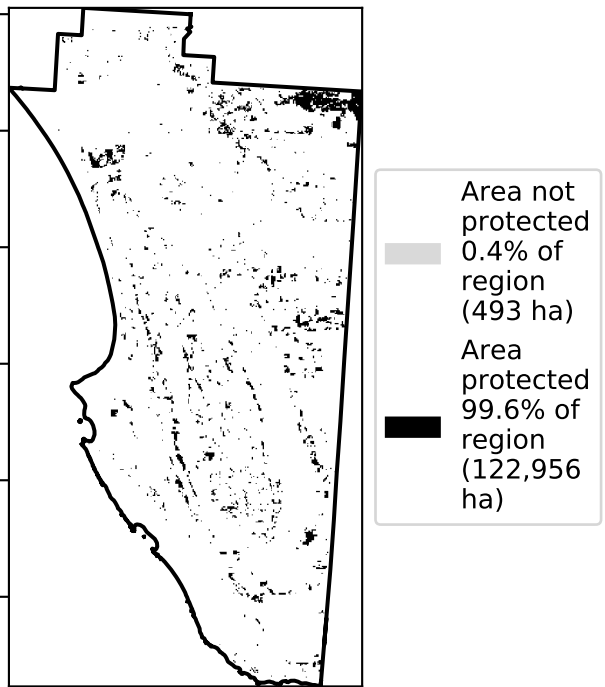 Area not
protected
0.4% of
region
(493 ha)
Area
protected
99.6% of
region
(122,956
ha)